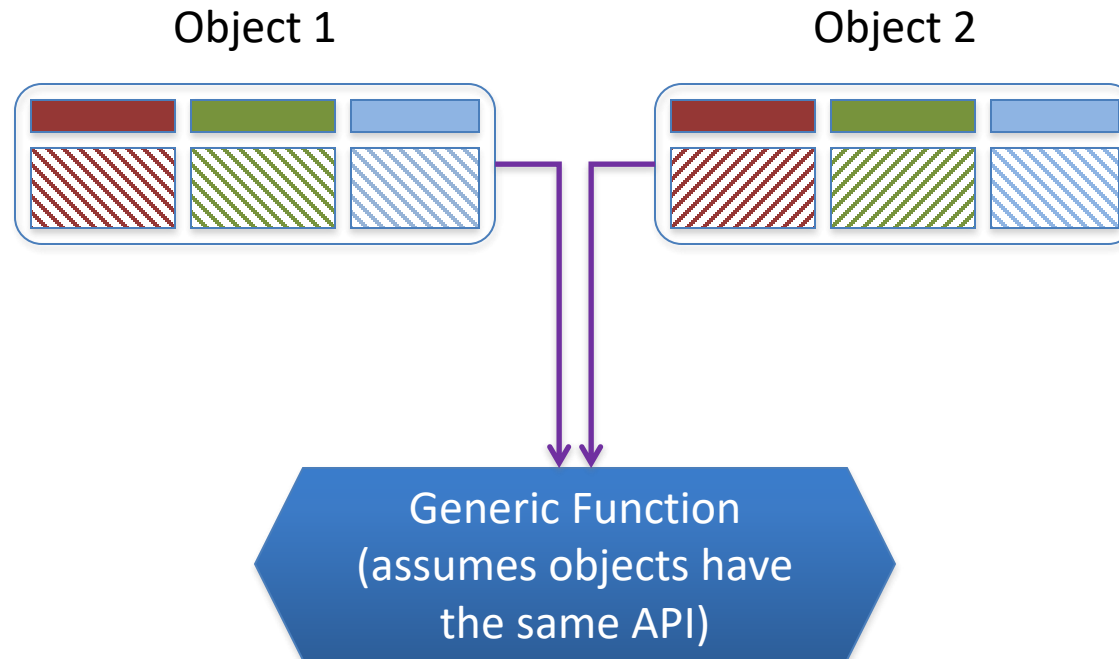 Object 1
Object 2
Generic Function
(assumes objects have
the same API)